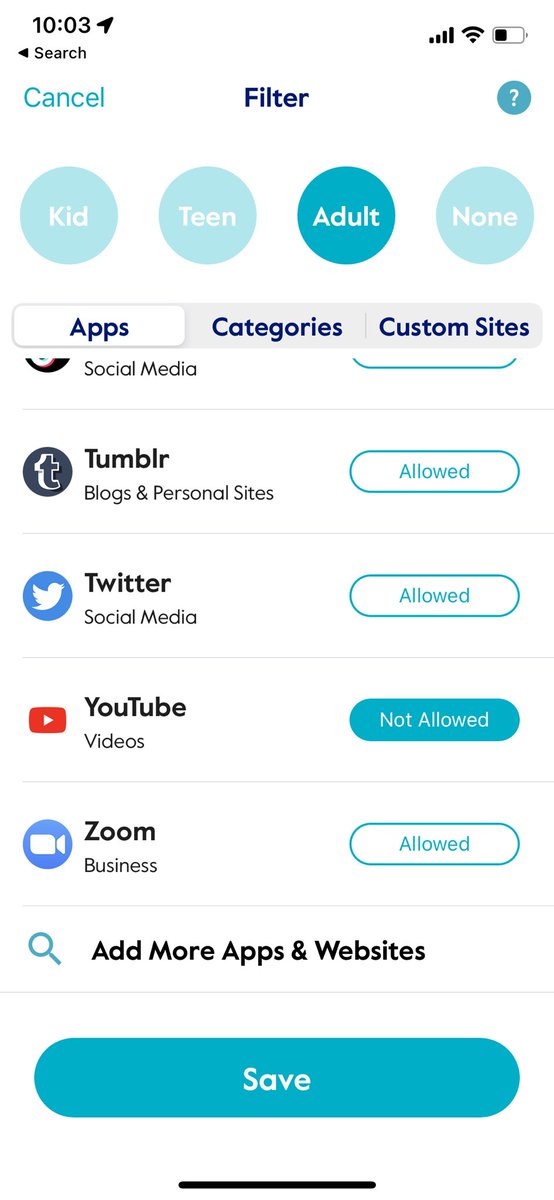 10:03
◀ Search
Cancel Filter ?
Kid Teen Adult None
Apps Categories Custom Sites
Social Media
Tumblr
Allowed
Blogs & Personal Sites
Twitter
Allowed
Social Media
YouTube
Not Allowed
Videos
Zoom
Allowed
Business
Add More Apps & Websites
Save